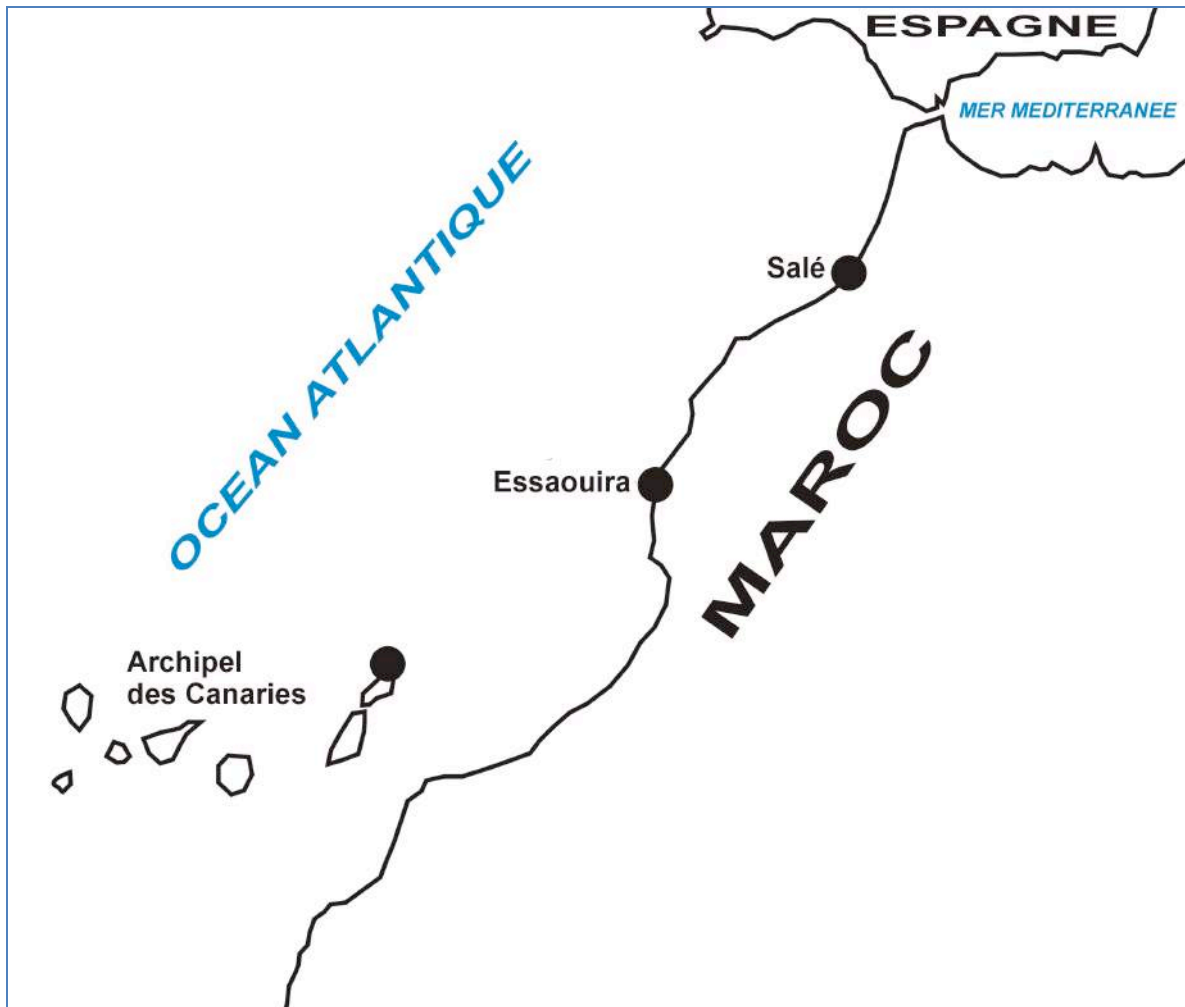 ESPAGNE
MER MEDITERRANEE
OCEAN ATLANTIQUE
Salé
MAROC
Essaouira
Archipel
des Canaries